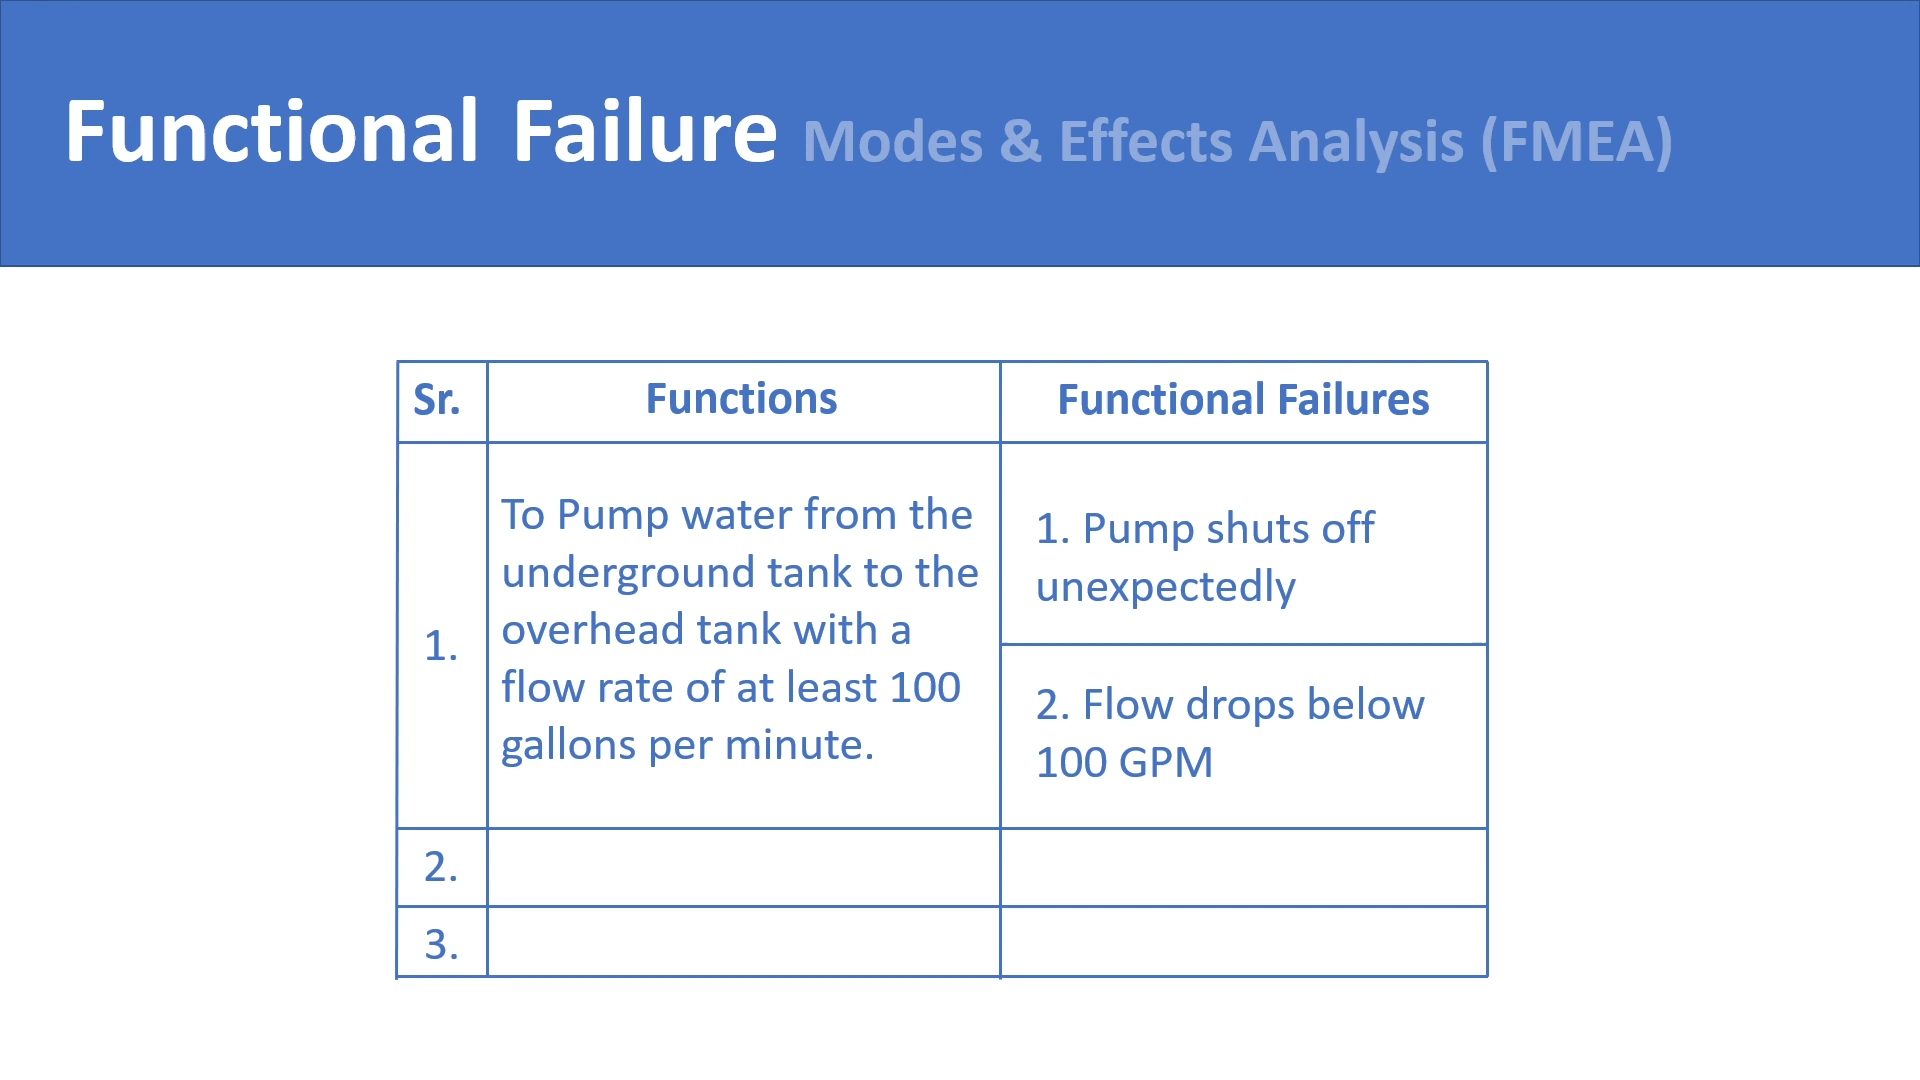 Functional Failure Modes & Effects Analysis (FMEA)
Sr.
Functions
Functional Failures
1.
To Pump water from the
underground tank to the
overhead tank with a
flow rate of at least 100
gallons per minute.
1. Pump shuts off
unexpectedly
2. Flow drops below
100 GPM
2.
3.